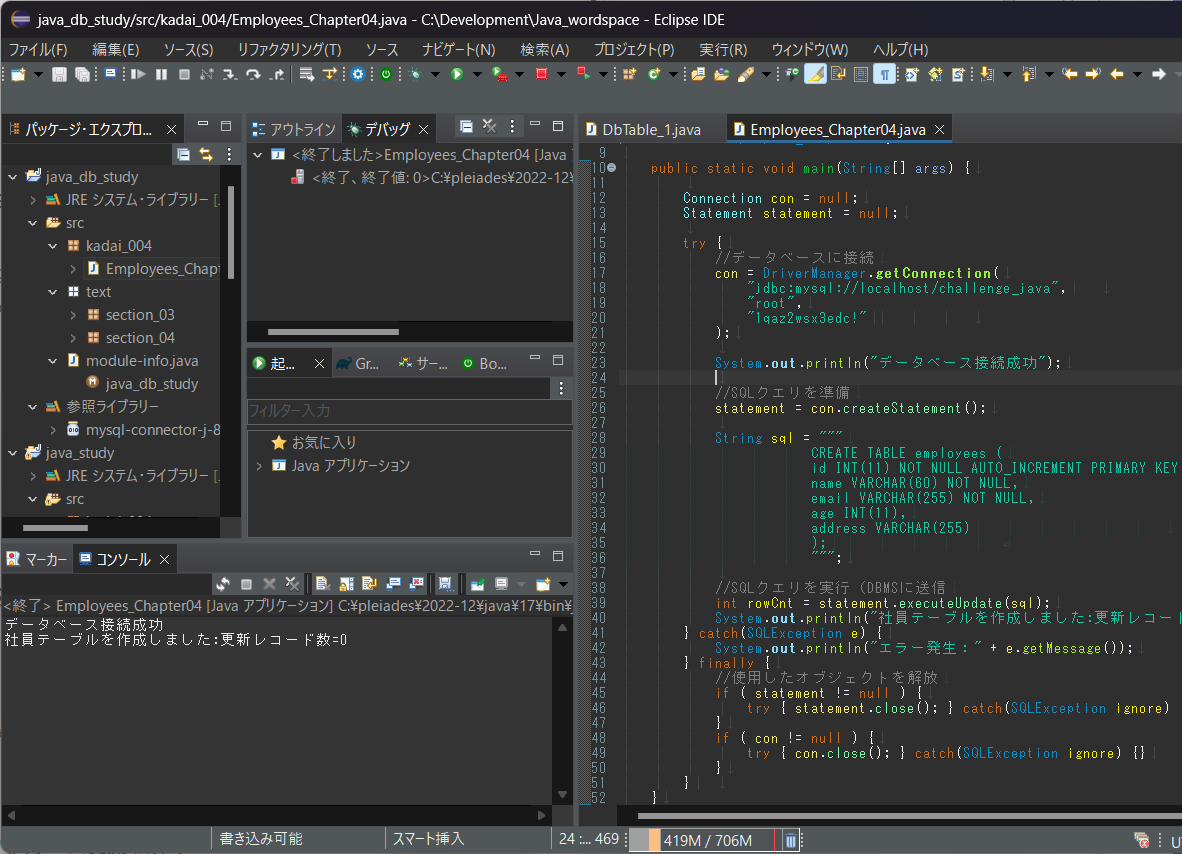 java_db_study/src/kadai_004/Employees_Chapter04.java - C:\Development\Java_wordspace - Eclipse IDE
ファイル(F) 編集(E) ソース(S) リファクタリング(T) ソース ナビゲート(N) 検索(A) プロジェクト(P) 実行(R) ウィンドウ(W) ヘルプ(H)
パッケージ・エクスプロ...
java_db_study
JRE システム・ライブラリー [
src
kadai_004
Employees_Chap
text
section_03
section_04
module-info.java
java_db_study
参照ライブラリー
mysql-connector-j-8
java_study
JRE システム・ライブラリー [
src
アウトライン デバッグ
<終了しました>Employees_Chapter04 [Java
<終了、終了値: 0>C:¥pleiades¥2022-12¥
起... Gr... サー... Bo...
フィルター入力
お気に入り
Java アプリケーション
マーカー コンソール
<終了> Employees_Chapter04 [Java アプリケーション] C:¥pleiades¥2022-12¥java¥17¥bin¥
データベース接続成功
社員テーブルを作成しました:更新レコード数=0
DbTable_1.java Employees_Chapter04.java
9
10 public static void main(String[] args) {
11
12 Connection con = null;
13 Statement statement = null;
14
15 try {
16 //データベースに接続
17 con = DriverManager.getConnection(
18 "jdbc:mysql://localhost/challenge_java",
19 "root",
20 "1qaz2wsx3edc!"
21 );
22
23 System.out.println("データベース接続成功");
24
25 //SQLクエリを準備
26 statement = con.createStatement();
27
28 String sql = """
29 CREATE TABLE employees (
30 id INT(11) NOT NULL AUTO_INCREMENT PRIMARY KEY
31 name VARCHAR(60) NOT NULL,
32 email VARCHAR(255) NOT NULL,
33 age INT(11),
34 address VARCHAR(255)
35 );
36 """;
37
38 //SQLクエリを実行（DBMSに送信
39 int rowCnt = statement.executeUpdate(sql);
40 System.out.println("社員テーブルを作成しました:更新レコード
41 } catch(SQLException e) {
42 System.out.println("エラー発生：" + e.getMessage());
43 } finally {
44 //使用したオブジェクトを解放
45 if ( statement != null ) {
46 try { statement.close(); } catch(SQLException ignore)
47 }
48 if ( con != null ) {
49 try { con.close(); } catch(SQLException ignore) {}
50 }
51 }
52 }
書き込み可能 スマート挿入 24 :... 469 419M / 706M